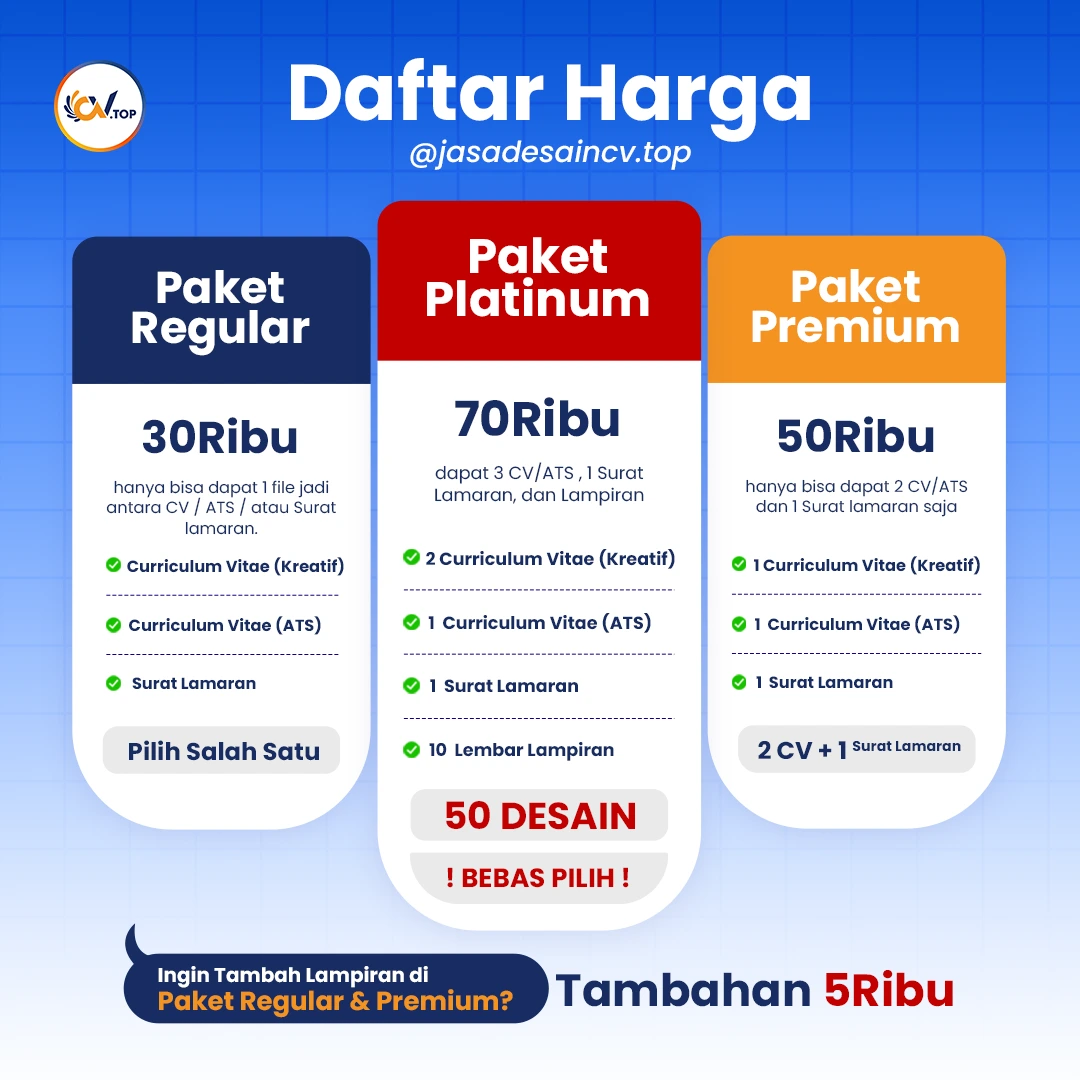 CV.TOP
Daftar Harga
@jasadesaincv.top
Paket
Regular
30Ribu
hanya bisa dapat 1 file jadi
antara CV / ATS / atau Surat
lamaran.
Curriculum Vitae (Kreatif)
Curriculum Vitae (ATS)
Surat Lamaran
Pilih Salah Satu
Paket
Platinum
70Ribu
dapat 3 CV/ATS , 1 Surat
Lamaran, dan Lampiran
2 Curriculum Vitae (Kreatif)
1 Curriculum Vitae (ATS)
1 Surat Lamaran
10 Lembar Lampiran
50 DESAIN
! BEBAS PILIH !
Paket
Premium
50Ribu
hanya bisa dapat 2 CV/ATS
dan 1 Surat lamaran saja
1 Curriculum Vitae (Kreatif)
1 Curriculum Vitae (ATS)
1 Surat Lamaran
2 CV + 1 Surat Lamaran
Ingin Tambah Lampiran di
Paket Regular & Premium?
Tambahan 5Ribu